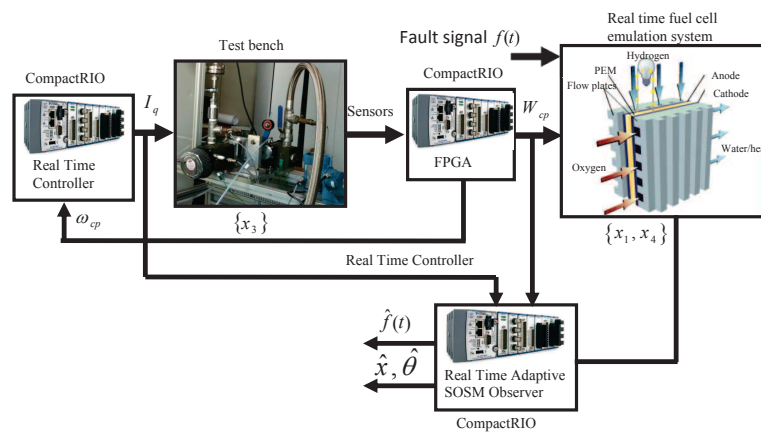 Real time fuel cell
emulation system
Fault signal f(t)
Test bench
CompactRIO
CompactRIO
Hydrogen
PEM
Flow plates
Anode
Cathode
I_q
Sensors
W_cp
Real Time
Controller
FPGA
Oxygen
Water/hea
ω_cp
{x_3}
{x_1, x_4}
Real Time Controller
f̂(t)
x̂, θ̂
Real Time Adaptive
SOSM Observer
CompactRIO